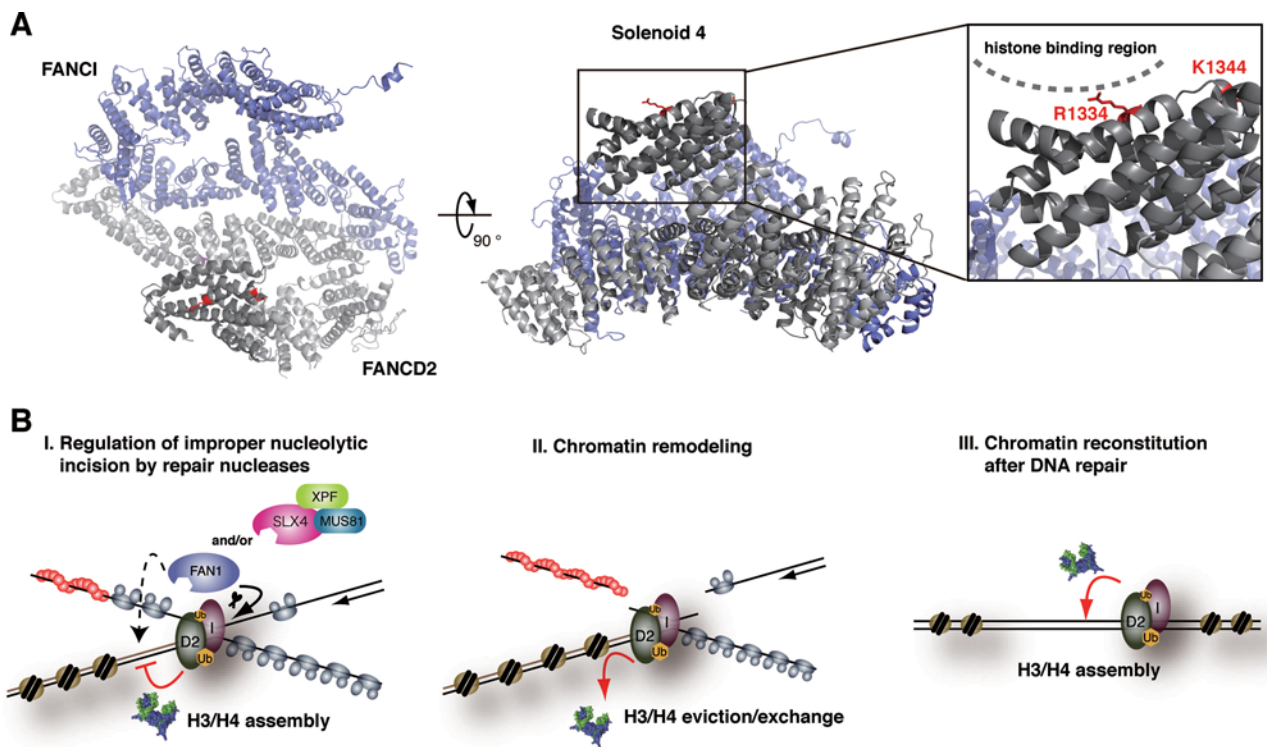 A
FANCI
FANCD2
90 °
Solenoid 4
histone binding region
K1344
R1334
B
I. Regulation of improper nucleolytic
incision by repair nucleases
XPF
SLX4
MUS81
and/or
FAN1
Ub
I
D2
Ub
H3/H4 assembly
II. Chromatin remodeling
Ub
I
D2
Ub
H3/H4 eviction/exchange
III. Chromatin reconstitution
after DNA repair
Ub
I
D2
Ub
H3/H4 assembly